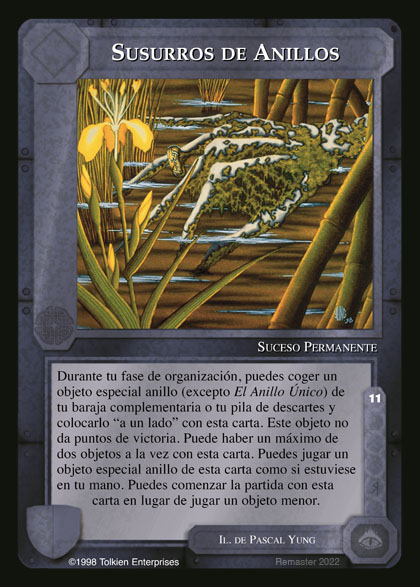 Susurros de Anillos
Suceso Permanente
Durante tu fase de organización, puedes coger un
objeto especial anillo (excepto El Anillo Único) de
tu baraja complementaria o tu pila de descartes y
colocarlo “a un lado” con esta carta. Este objeto no
da puntos de victoria. Puede haber un máximo de
dos objetos a la vez con esta carta. Puedes jugar un
objeto especial anillo de esta carta como si estuviese
en tu mano. Puedes comenzar la partida con esta
carta en lugar de jugar un objeto menor.
11
Il. de Pascal Yung
©1998 Tolkien Enterprises
Remaster 2022